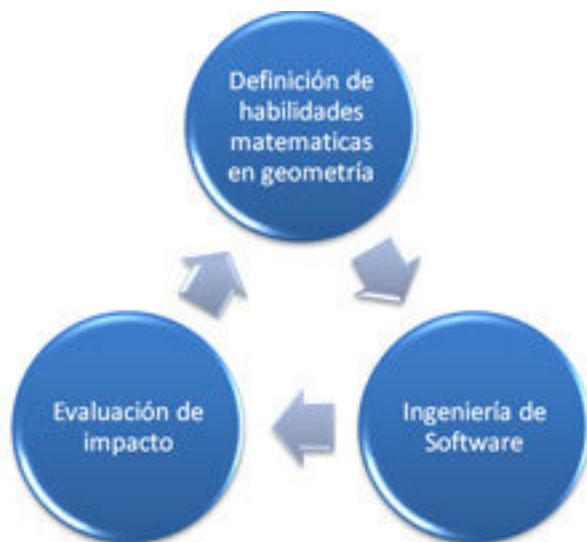 Definición de
habilidades
matematicas
en geometría
Ingeniería de
Software
Evaluación de
impacto